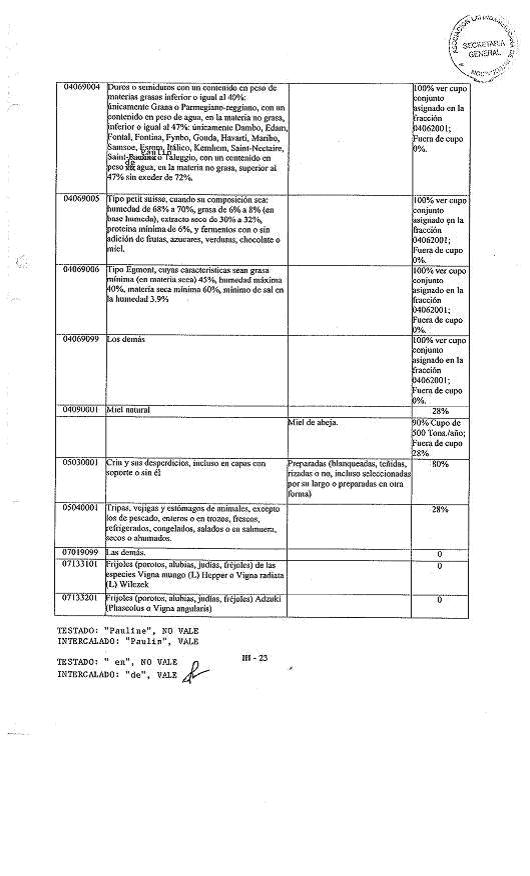 SECRETARIA
GENERAL
04069004 Duros o semiduros con un contenido en peso de
materias grasas inferior o igual al 40%:
únicamente Grana o Parmegiano-reggiano, con un
contenido en peso de agua, en la materia no grasa,
inferior o igual al 47%: únicamente Dambo, Edam,
Fontal, Fontina, Fynbo, Gouda, Havarti, Maribo,
Samsoe, Esrom, Itálico, Kernhem, Saint-Nectaire,
Paulin
Saint-Pauline o Taleggio, con un contenido en
de
peso en agua, en la materia no grasa, superior al
47% sin exeder de 72%.
100% ver cupo
conjunto
asignado en la
fracción
04062001;
Fuera de cupo
0%.
04069005 Tipo petit suisse, cuando su composición sea:
humedad de 68% a 70%, grasa de 6% a 8% (en
base humeda), extracto seco de 30% a 32%,
proteína mínima de 6%, y fermentos con o sin
adición de frutas, azucares, verduras, chocolate o
miel.
100% ver cupo
conjunto
asignado en la
fracción
04062001;
Fuera de cupo
0%.
04069006 Tipo Egmont, cuyas características sean grasa
mínima (en materia seca) 45%, humedad máxima
40%, materia seca mínima 60%, mínimo de sal en
la humedad 3.9%
100% ver cupo
conjunto
asignado en la
fracción
04062001;
Fuera de cupo
0%.
04069099 Los demás
100% ver cupo
conjunto
asignado en la
fracción
04062001;
Fuera de cupo
0%.
04090001 Miel natural 28%
Miel de abeja.
90% Cupo de
500 Tons./año;
Fuera de cupo
28%
05030001 Crin y sus desperdicios, incluso en capas con
soporte o sin él
Preparadas (blanqueadas, teñidas,
rizadas o no, incluso seleccionadas
por su largo o preparadas en otra
forma)
80%
05040001 Tripas, vejigas y estómagos de animales, excepto
los de pescado, enteros o en trozos, frescos,
refrigerados, congelados, salados o en salmuera,
secos o ahumados.
28%
07019099 Las demás. 0
07133101 Frijoles (porotos, alubias, judías, fréjoles) de las
especies Vigna mungo (L) Hepper o Vigna radiata
(L) Wilczek
0
07133201 Frijoles (porotos, alubias, judías, fréjoles) Adzuki
(Phaseolus o Vigna angularis)
0
TESTADO: "Pauline", NO VALE
INTERCALADO: "Paulin", VALE
TESTADO: " en", NO VALE
INTERCALADO: "de", VALE
III - 23